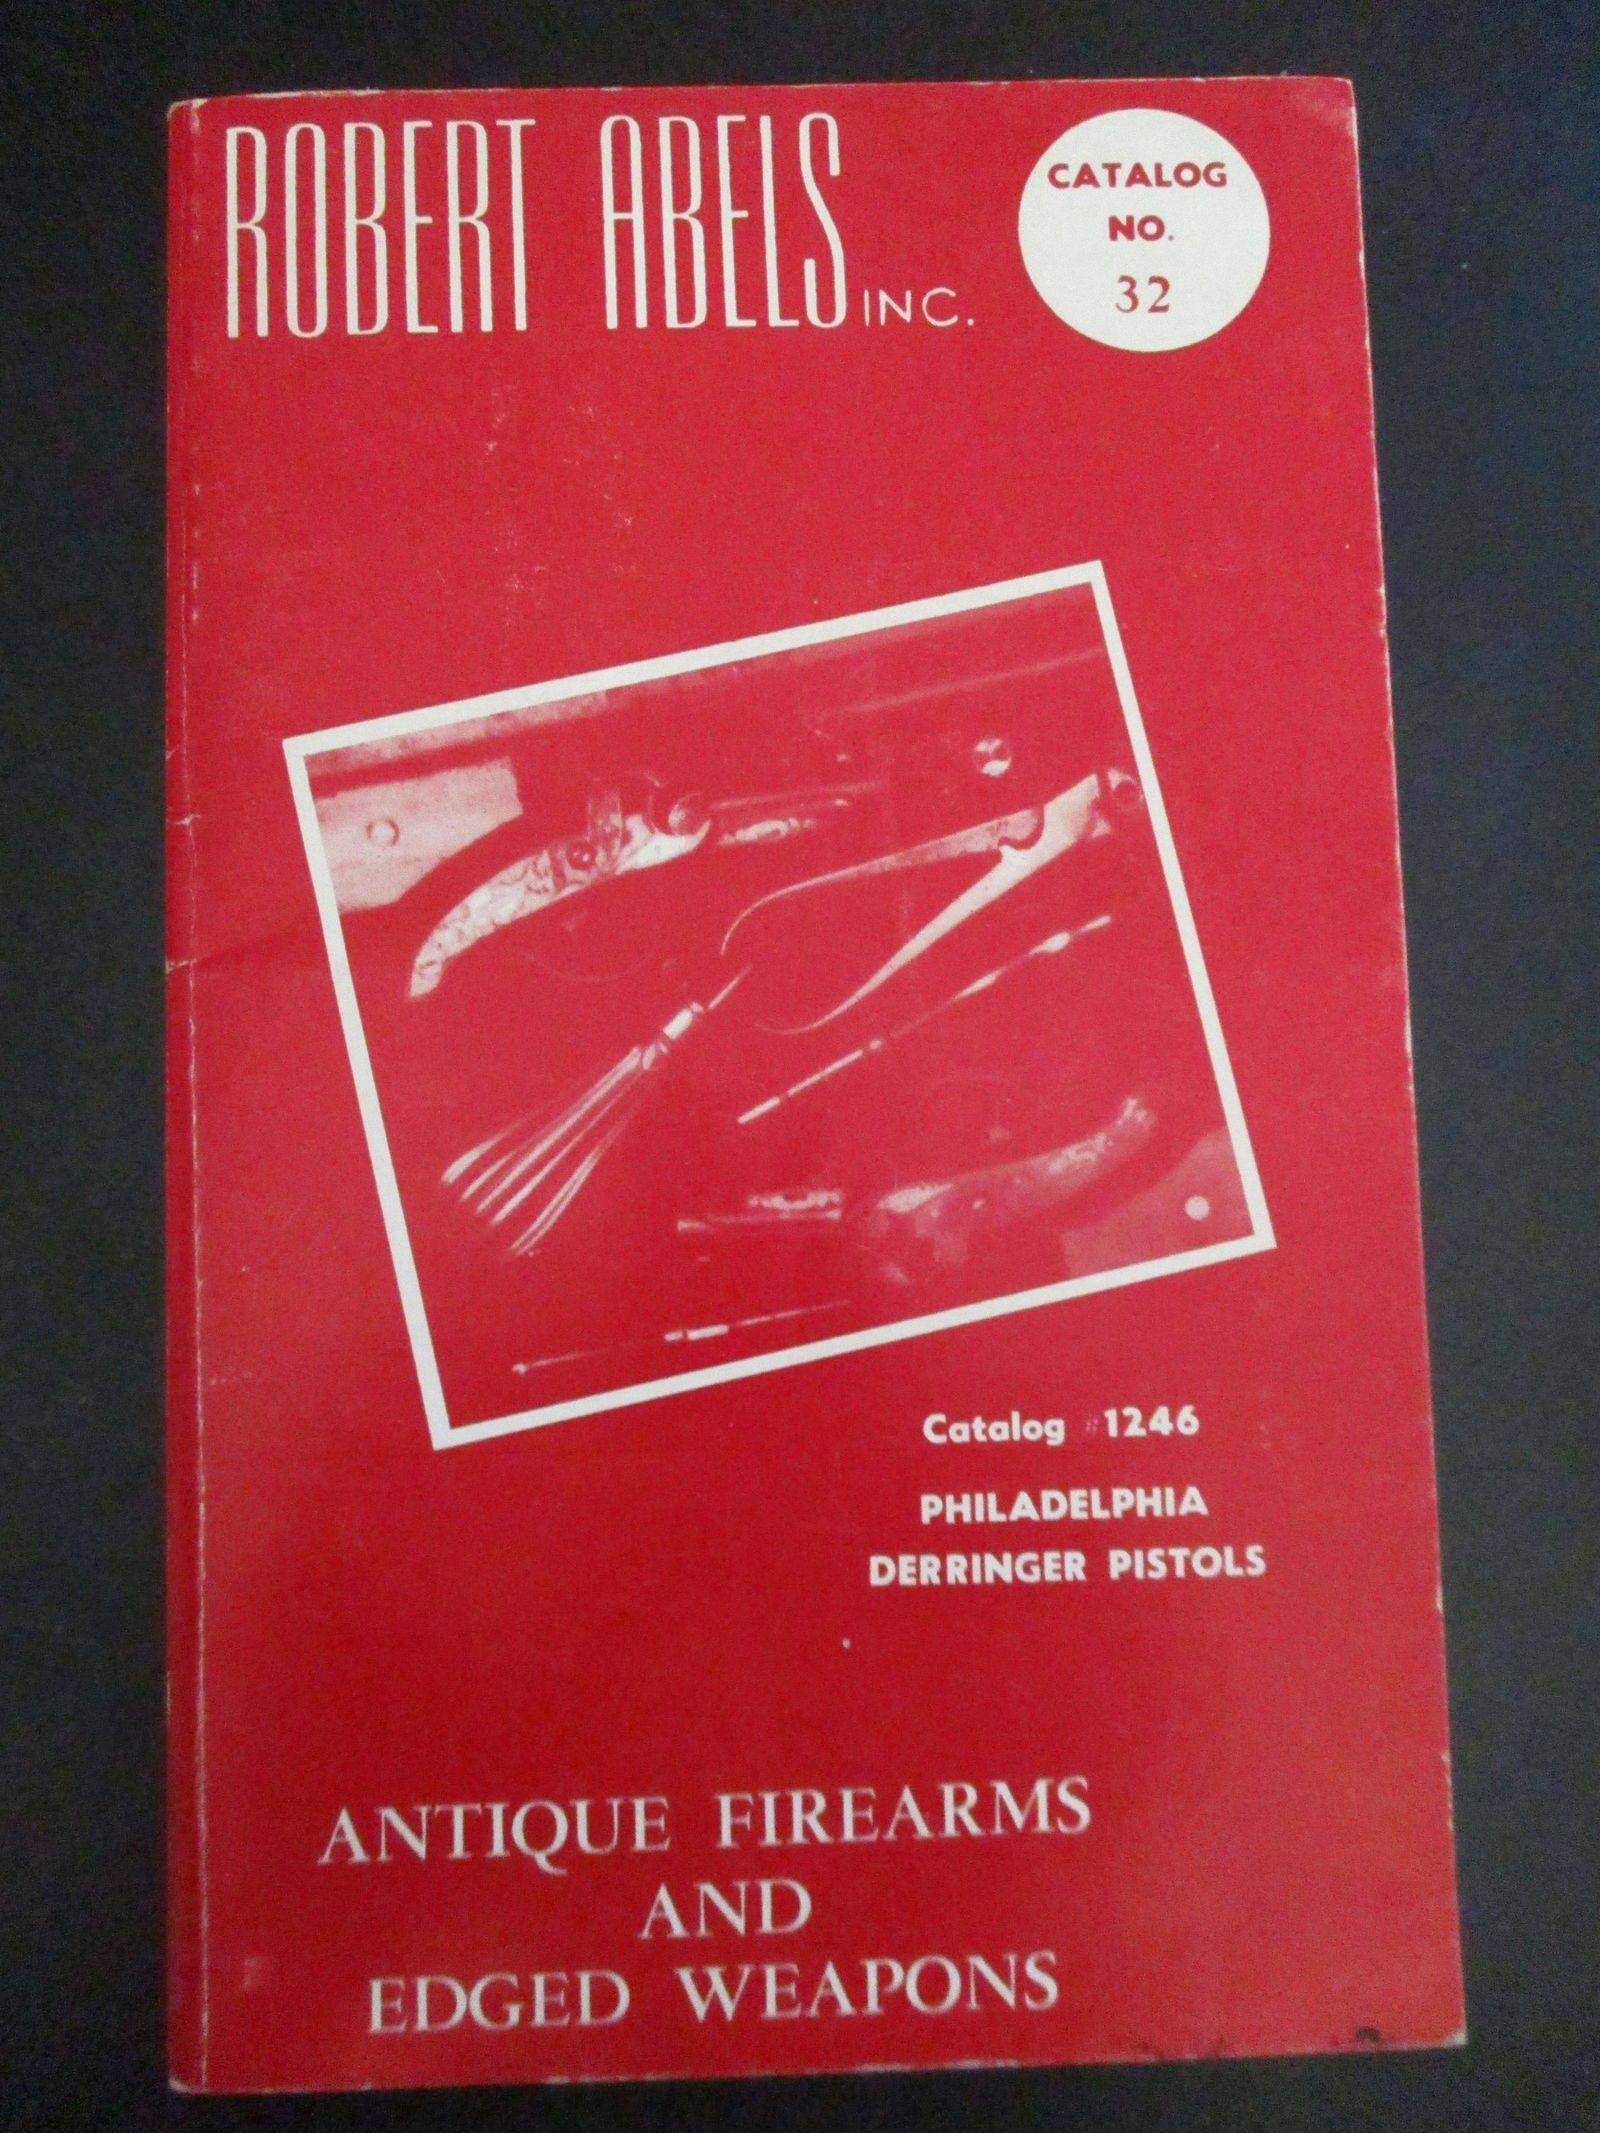 ROBERT ABELS INC.
CATALOG
NO.
32
Catalog #1246
PHILADELPHIA
DERRINGER PISTOLS
ANTIQUE FIREARMS
AND
EDGED WEAPONS